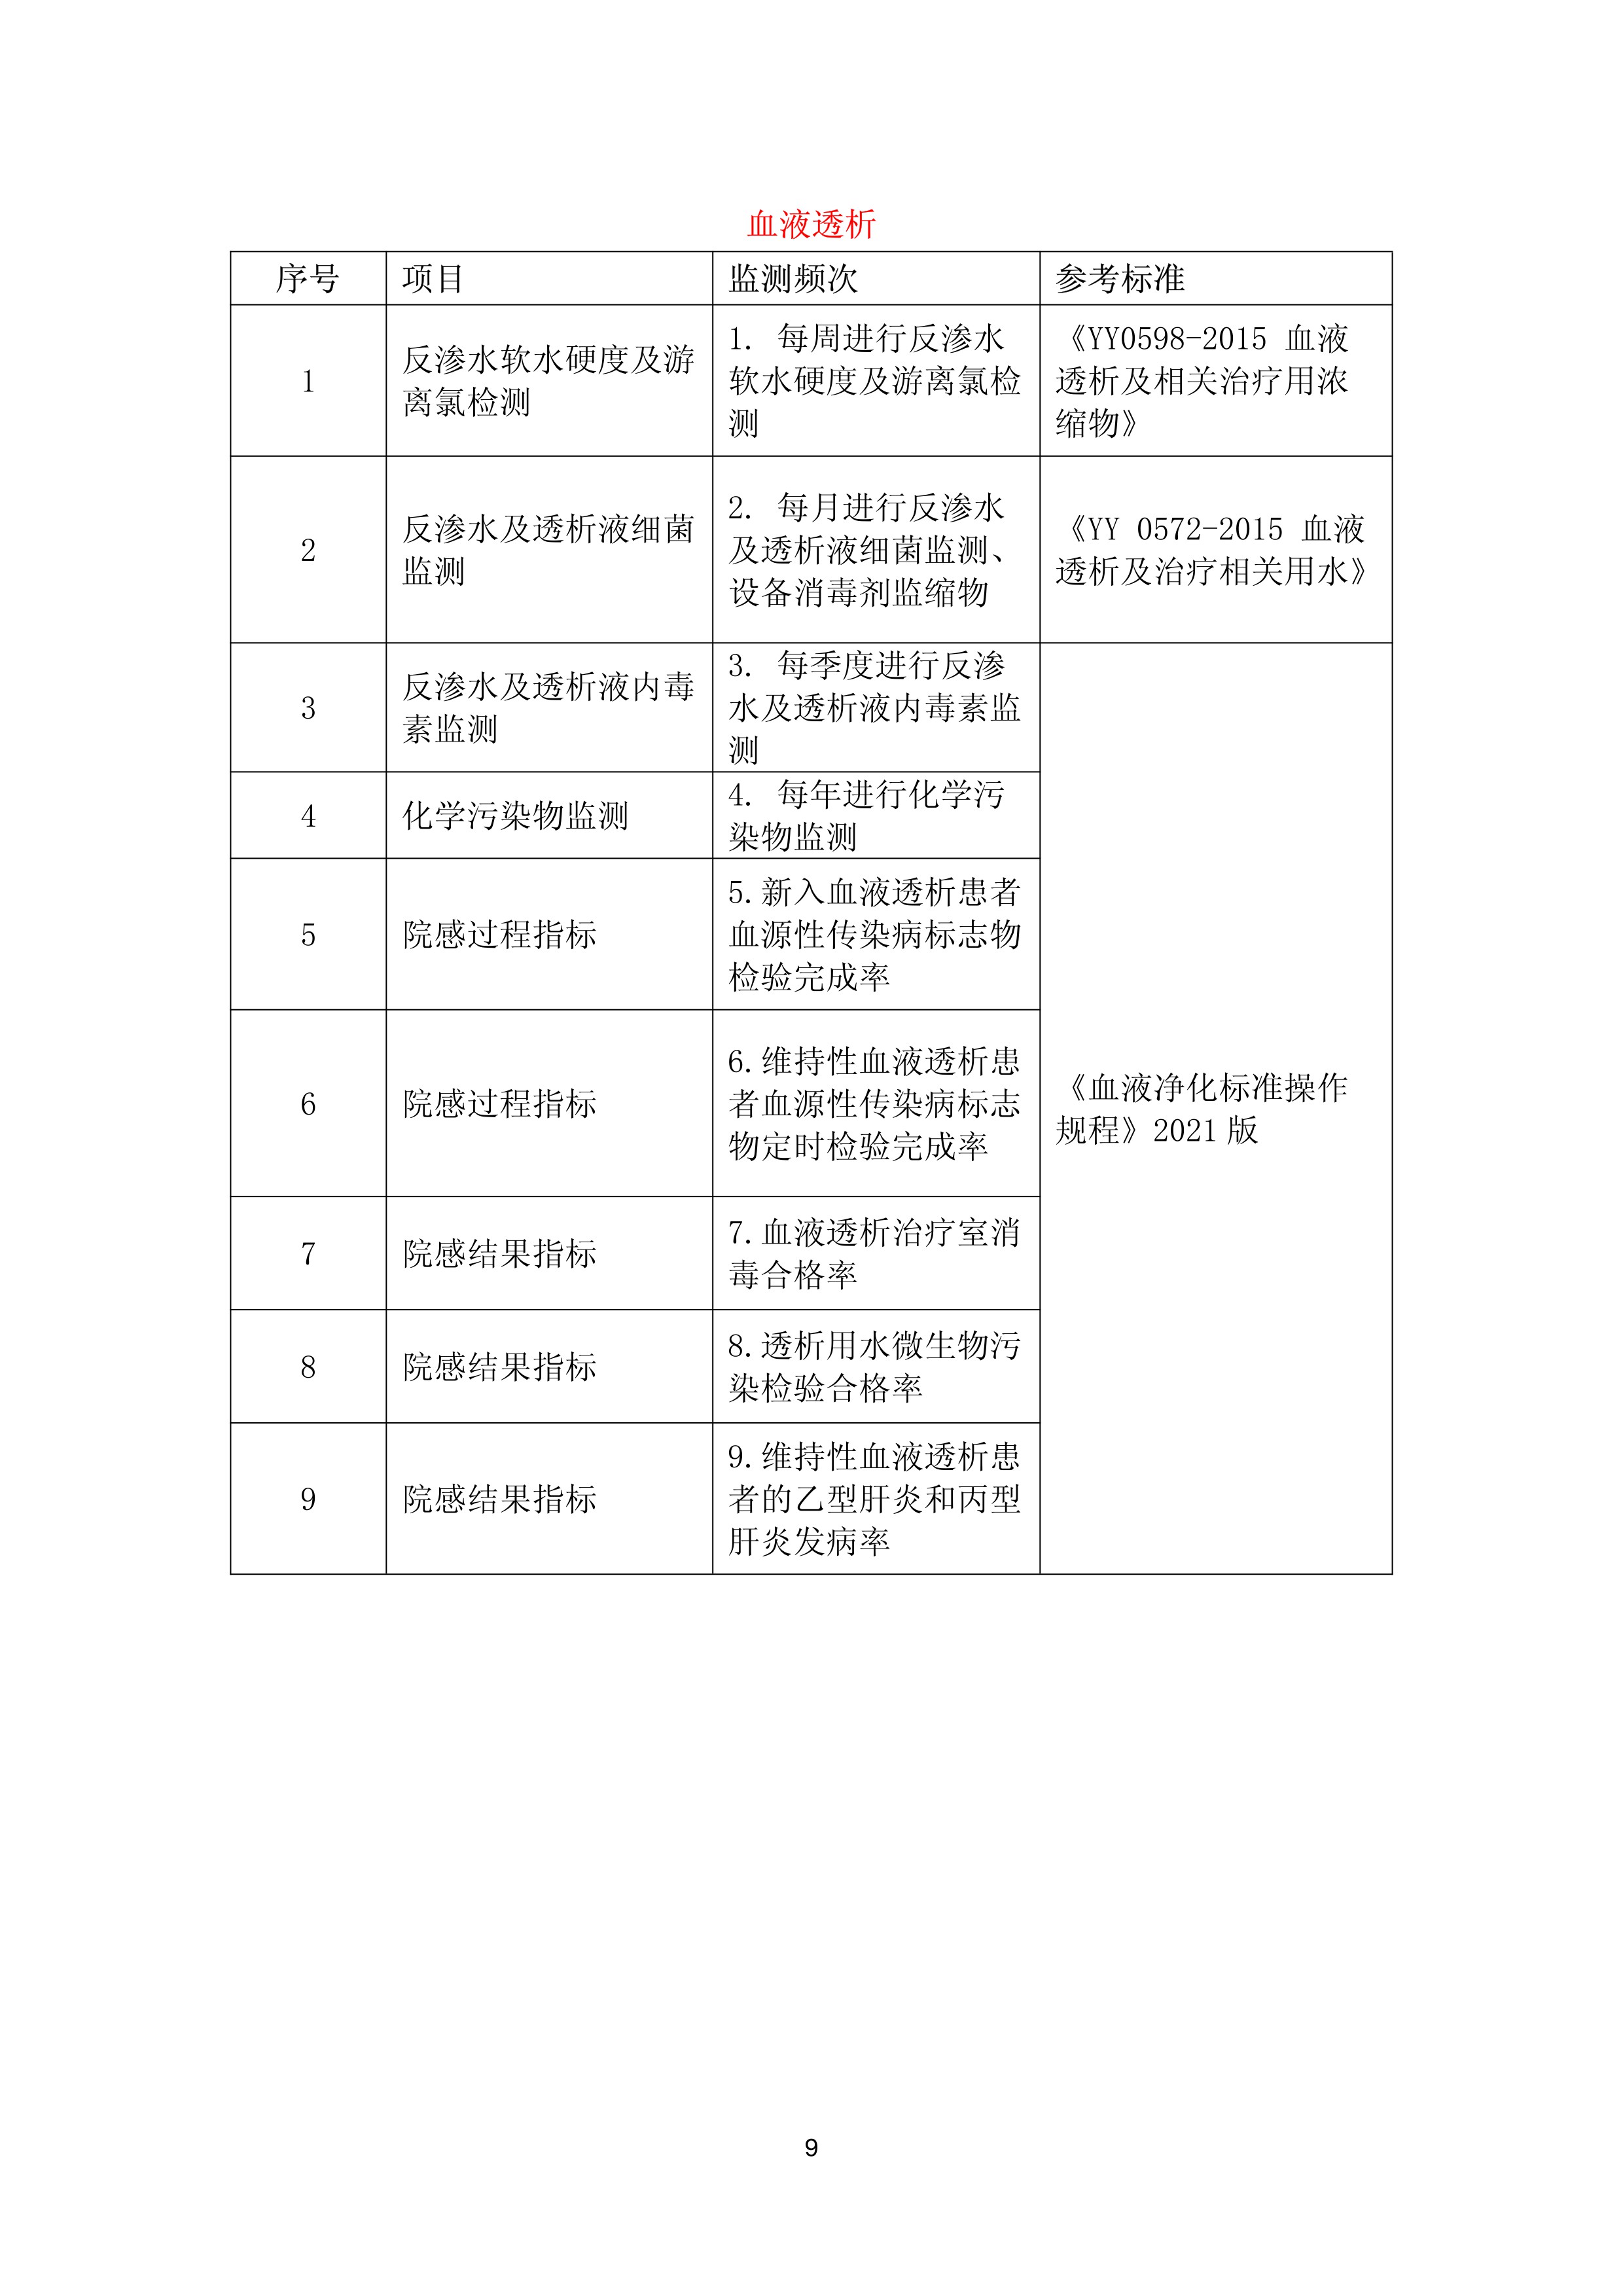 血液透析
序号 项目 监测频次 参考标准
1
反渗水软水硬度及游
离氯检测
1. 每周进行反渗水
软水硬度及游离氯检
测
《YY0598-2015 血液
透析及相关治疗用浓
缩物》
2
反渗水及透析液细菌
监测
2. 每月进行反渗水
及透析液细菌监测、
设备消毒剂监缩物
《YY 0572-2015 血液
透析及治疗相关用水》
3
反渗水及透析液内毒
素监测
3. 每季度进行反渗
水及透析液内毒素监
测
4
化学污染物监测
4. 每年进行化学污
染物监测
5
院感过程指标
5.新入血液透析患者
血源性传染病标志物
检验完成率
6
院感过程指标
6.维持性血液透析患
者血源性传染病标志
物定时检验完成率
《血液净化标准操作
规程》2021 版
7
院感结果指标
7.血液透析治疗室消
毒合格率
8
院感结果指标
8.透析用水微生物污
染检验合格率
9
院感结果指标
9.维持性血液透析患
者的乙型肝炎和丙型
肝炎发病率
9